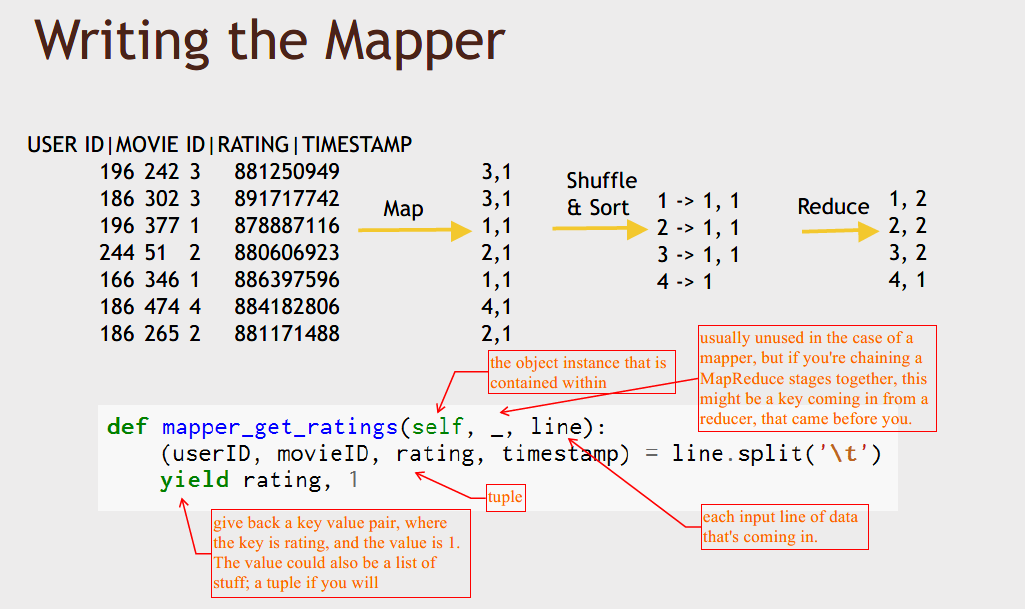 Writing the Mapper
USER ID|MOVIE ID|RATING|TIMESTAMP
196 242 3 881250949
186 302 3 891717742
196 377 1 878887116
244 51 2 880606923
166 346 1 886397596
186 474 4 884182806
186 265 2 881171488
Map
3,1
3,1
1,1
2,1
1,1
4,1
2,1
Shuffle
& Sort
1 -> 1, 1
2 -> 1, 1
3 -> 1, 1
4 -> 1
Reduce
1, 2
2, 2
3, 2
4, 1
the object instance that is
contained within
usually unused in the case of a
mapper, but if you're chaining a
MapReduce stages together, this
might be a key coming in from a
reducer, that came before you.
def mapper_get_ratings(self, _, line):
(userID, movieID, rating, timestamp) = line.split('\t')
yield rating, 1
tuple
each input line of data
that's coming in.
give back a key value pair, where
the key is rating, and the value is 1.
The value could also be a list of
stuff; a tuple if you will